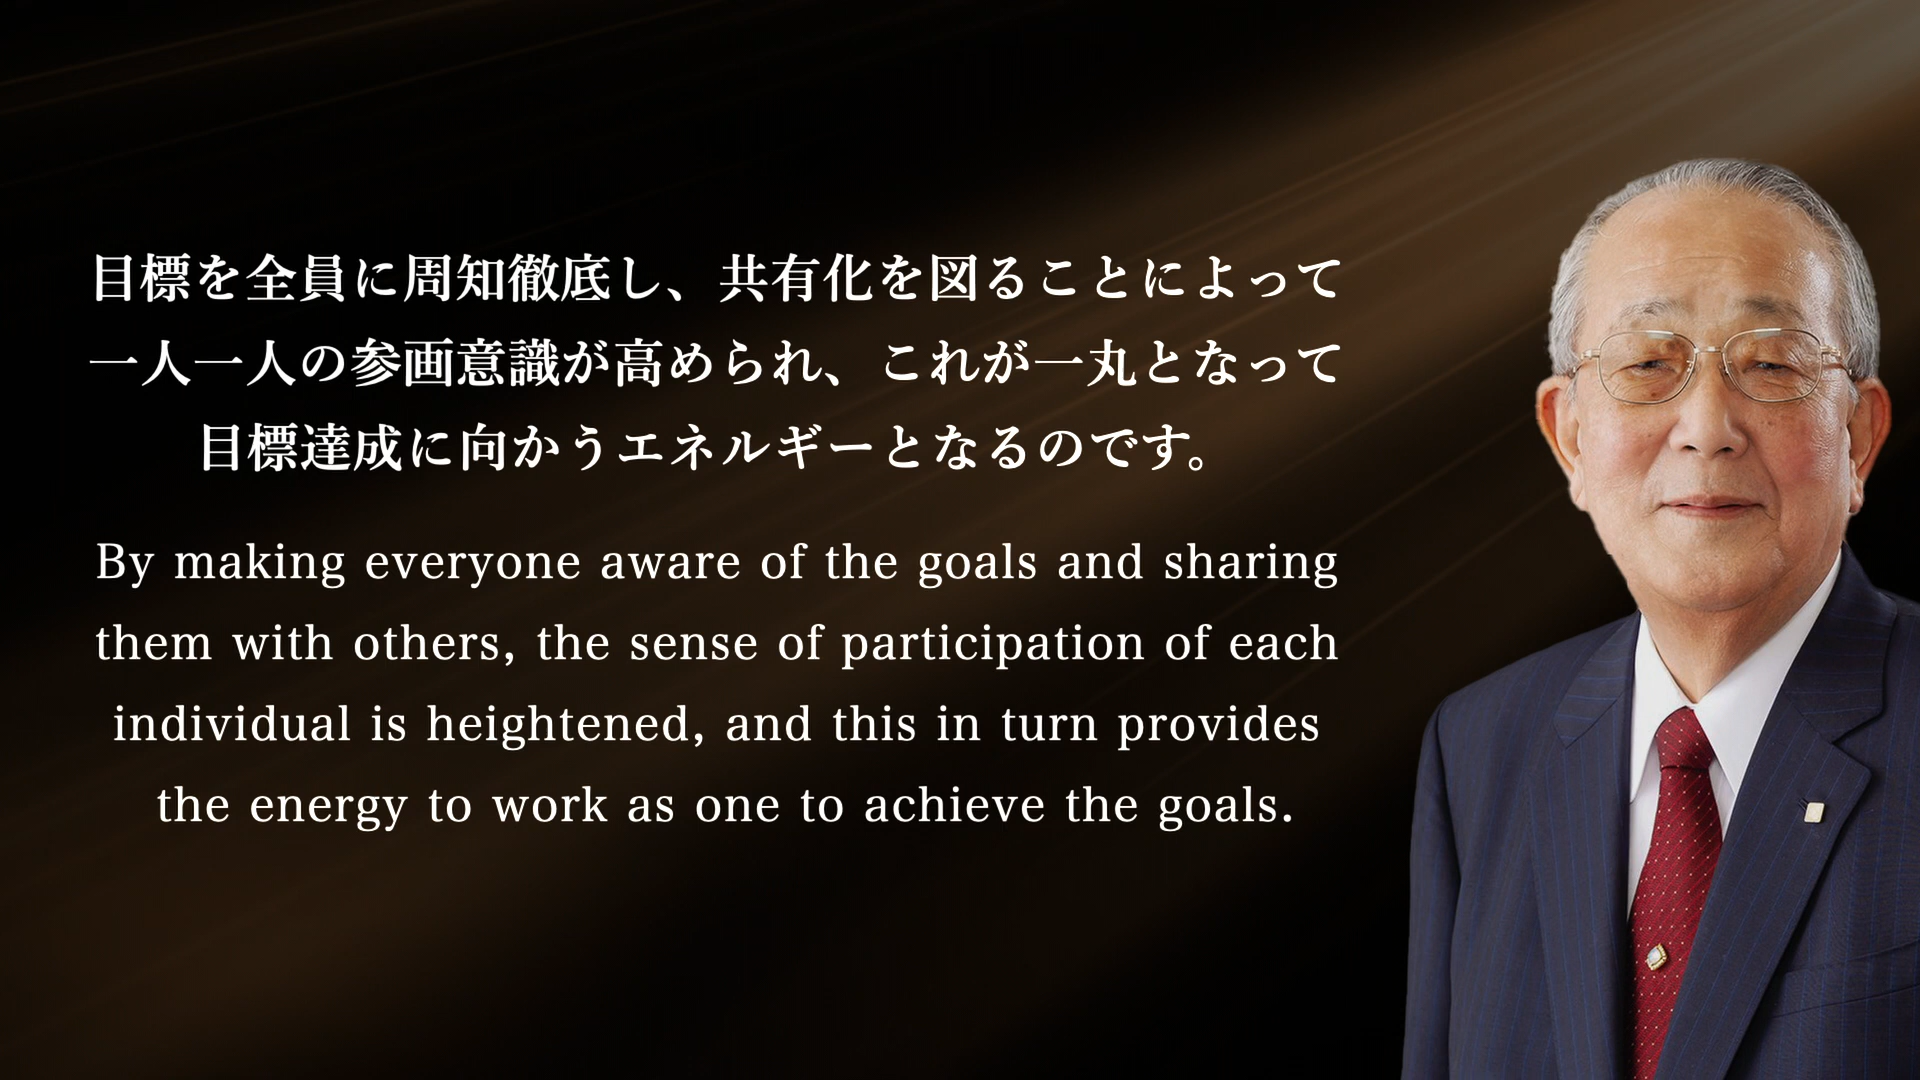 目標を全員に周知徹底し、共有化を図ることによって
一人一人の参画意識が高められ、これが一丸となって
目標達成に向かうエネルギーとなるのです。
By making everyone aware of the goals and sharing
them with others, the sense of participation of each
individual is heightened, and this in turn provides
the energy to work as one to achieve the goals.